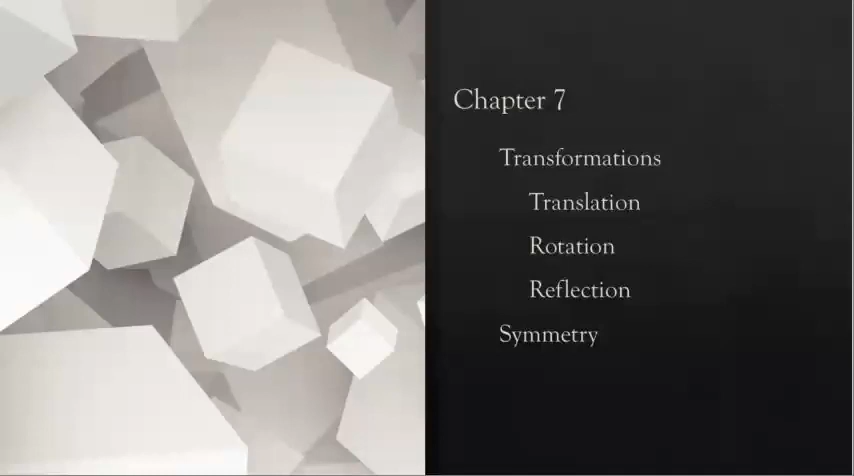 Chapter 7
Transformations
Translation
Rotation
Reflection
Symmetry